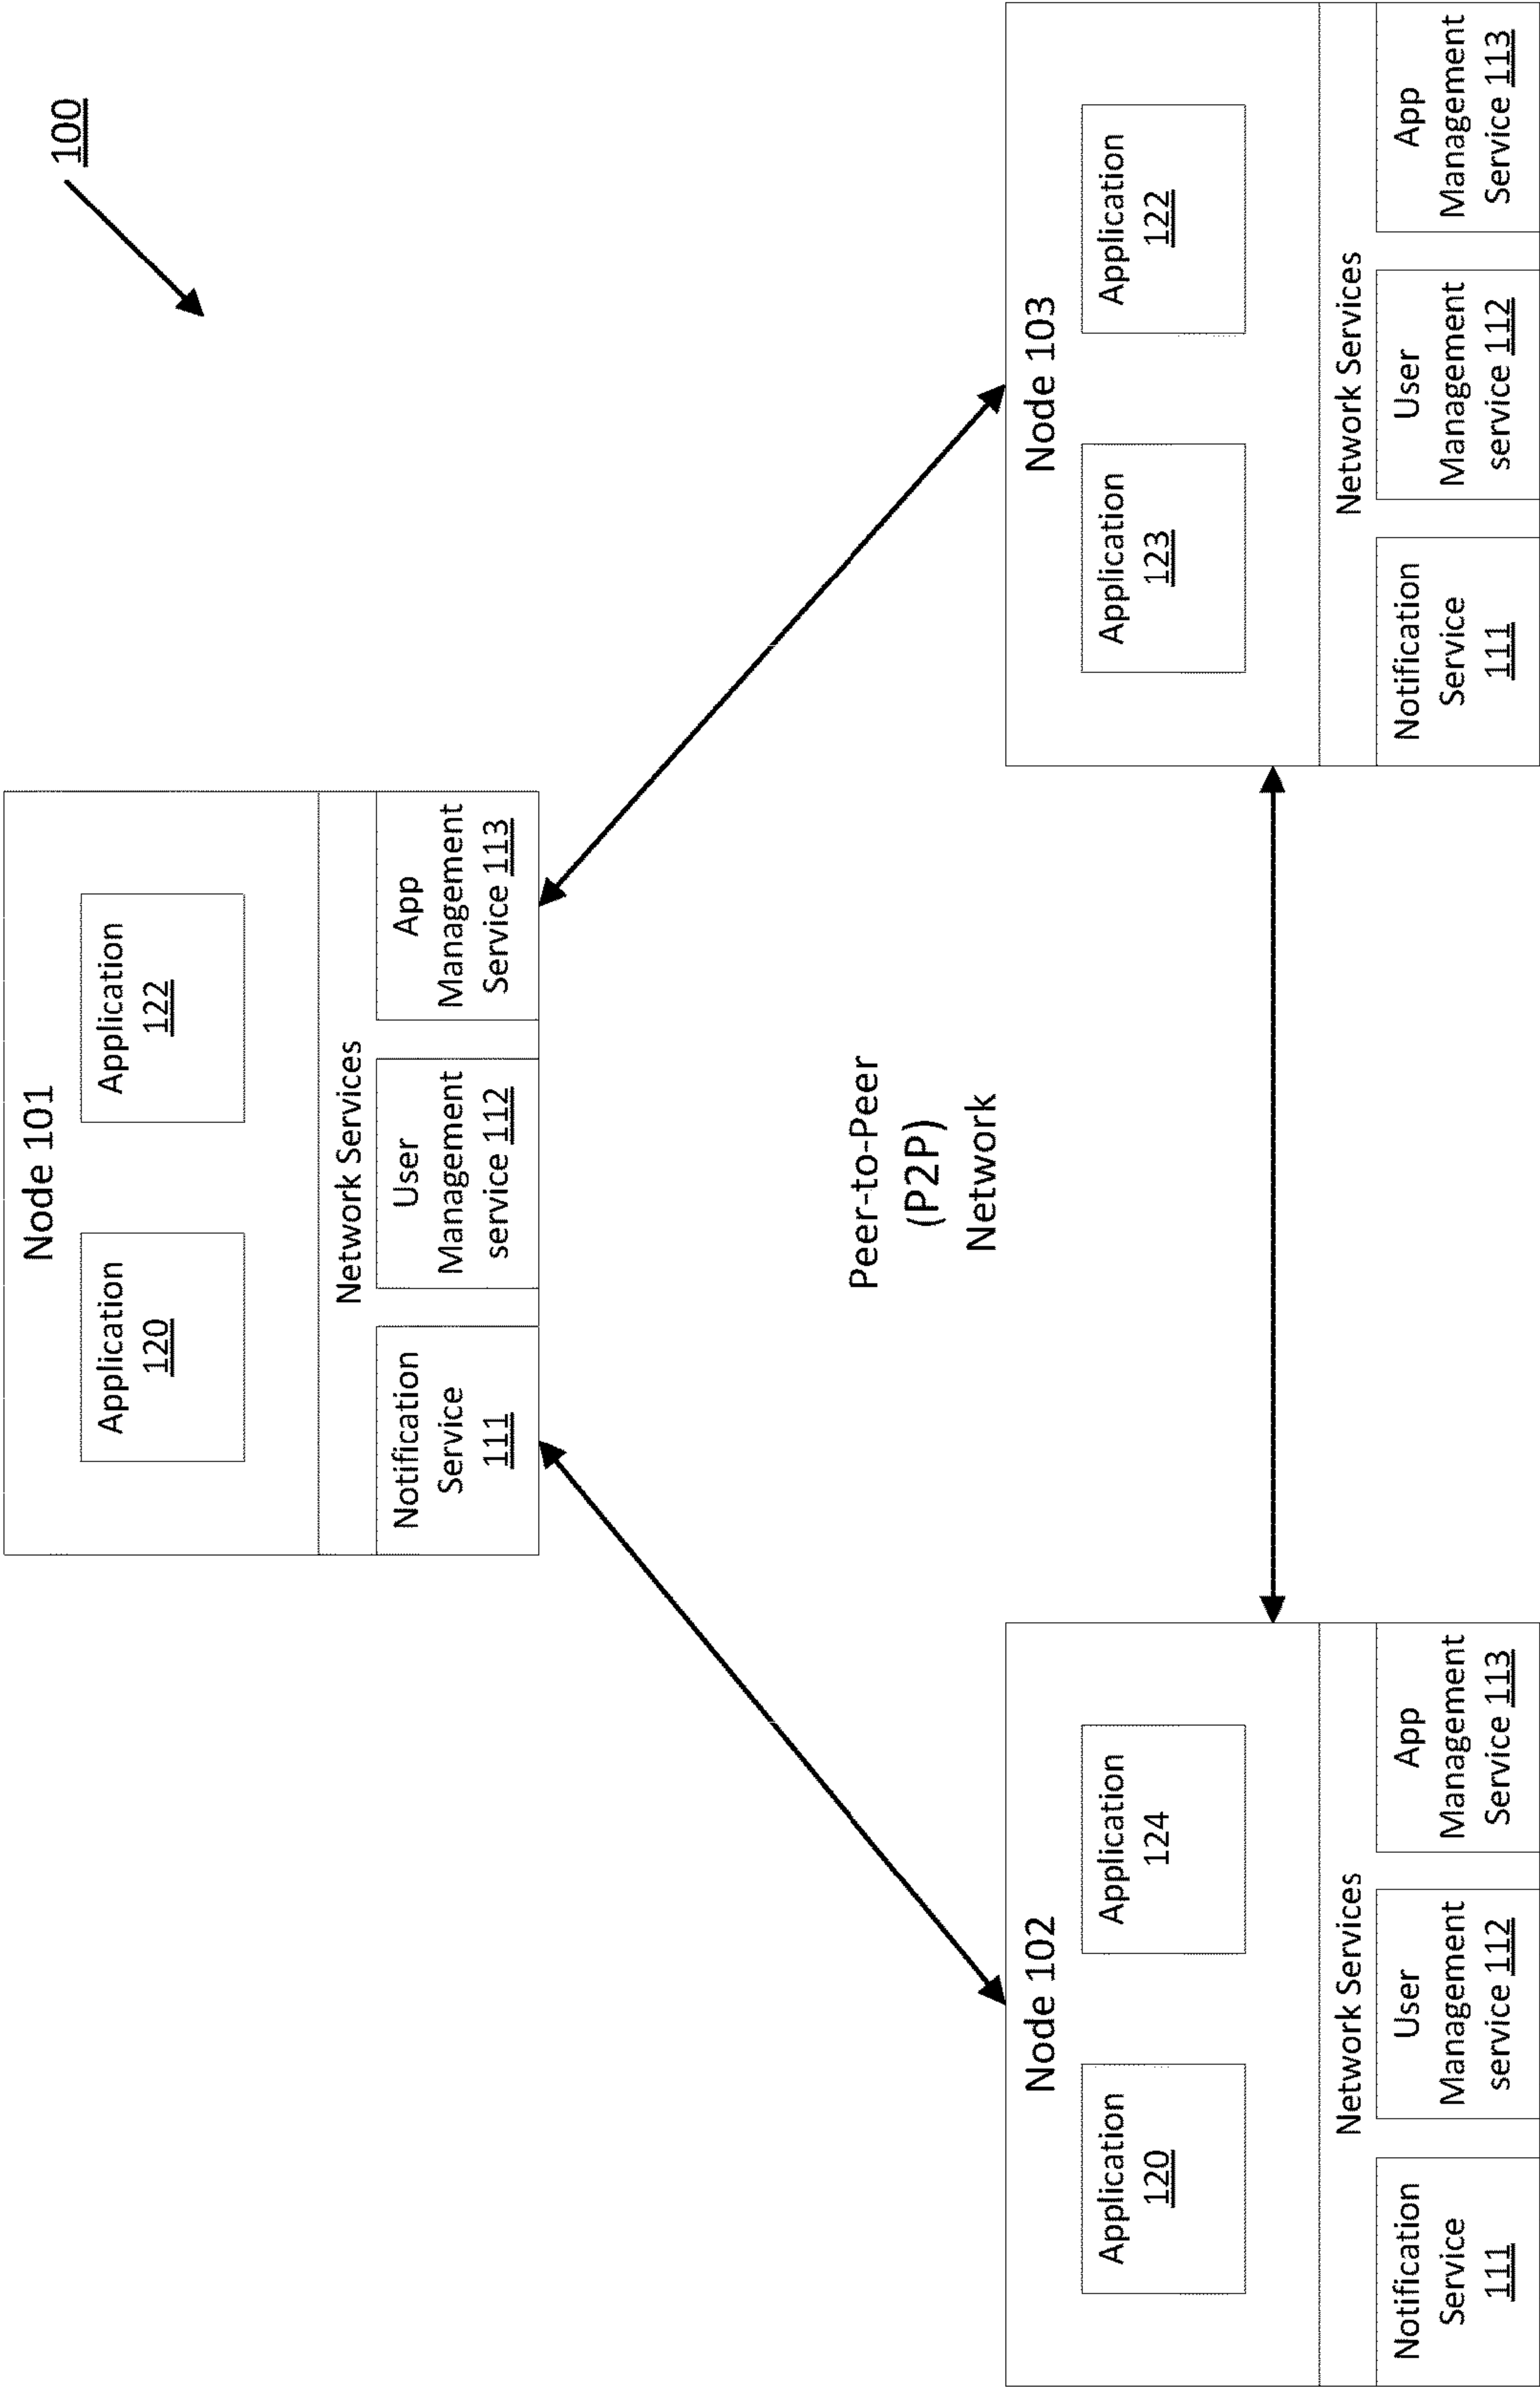 100
Node 101
Application
120
Application
122
Network Services
Notification
Service
111
User
Management
service 112
App
Management
Service 113
Peer-to-Peer
(P2P)
Network
Node 102
Application
120
Application
124
Network Services
Notification
Service
111
User
Management
service 112
App
Management
Service 113
Node 103
Application
123
Application
122
Network Services
Notification
Service
111
User
Management
service 112
App
Management
Service 113